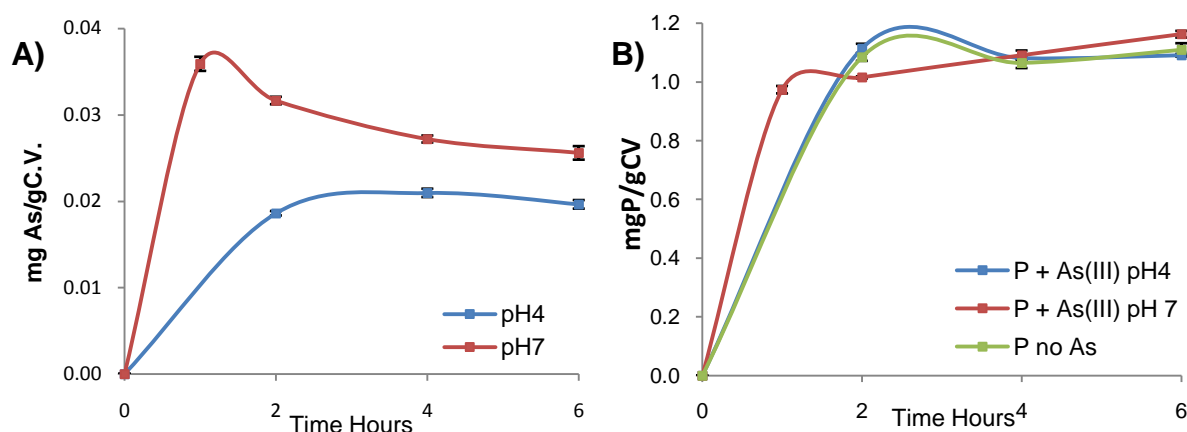 A)
mg As/gC.V.
0.04
0.03
0.02
0.01
0.00
0
2
4
6
Time Hours
pH4
pH7
B)
mgP/gCV
1.2
1.0
0.8
0.6
0.4
0.2
0.0
0
2
4
6
Time Hours
P + As(III) pH4
P + As(III) pH 7
P no As